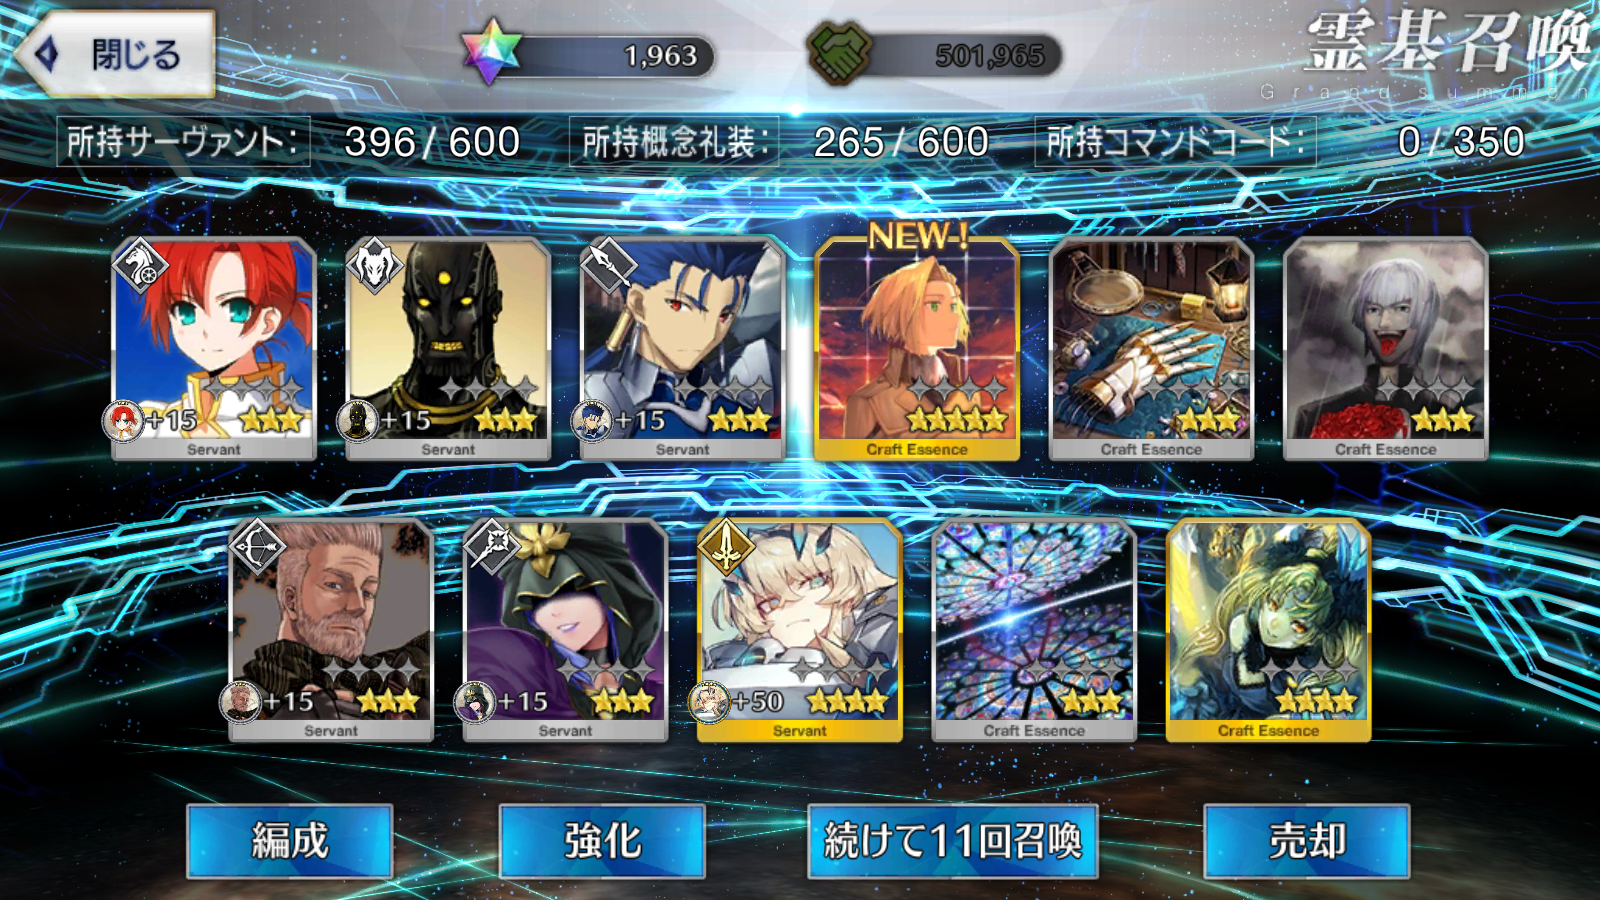 閉じる
1,963
501,965
霊基召喚
Grand summon
所持サーヴァント:
396/600
所持概念礼装:
265/600
所持コマンドコード:
0/350
NEW!
+15
Servant
+15
Servant
+15
Servant
Craft Essence
Craft Essence
Craft Essence
+15
Servant
+15
Servant
+50
Servant
Craft Essence
Craft Essence
編成
強化
続けて11回召喚
売却